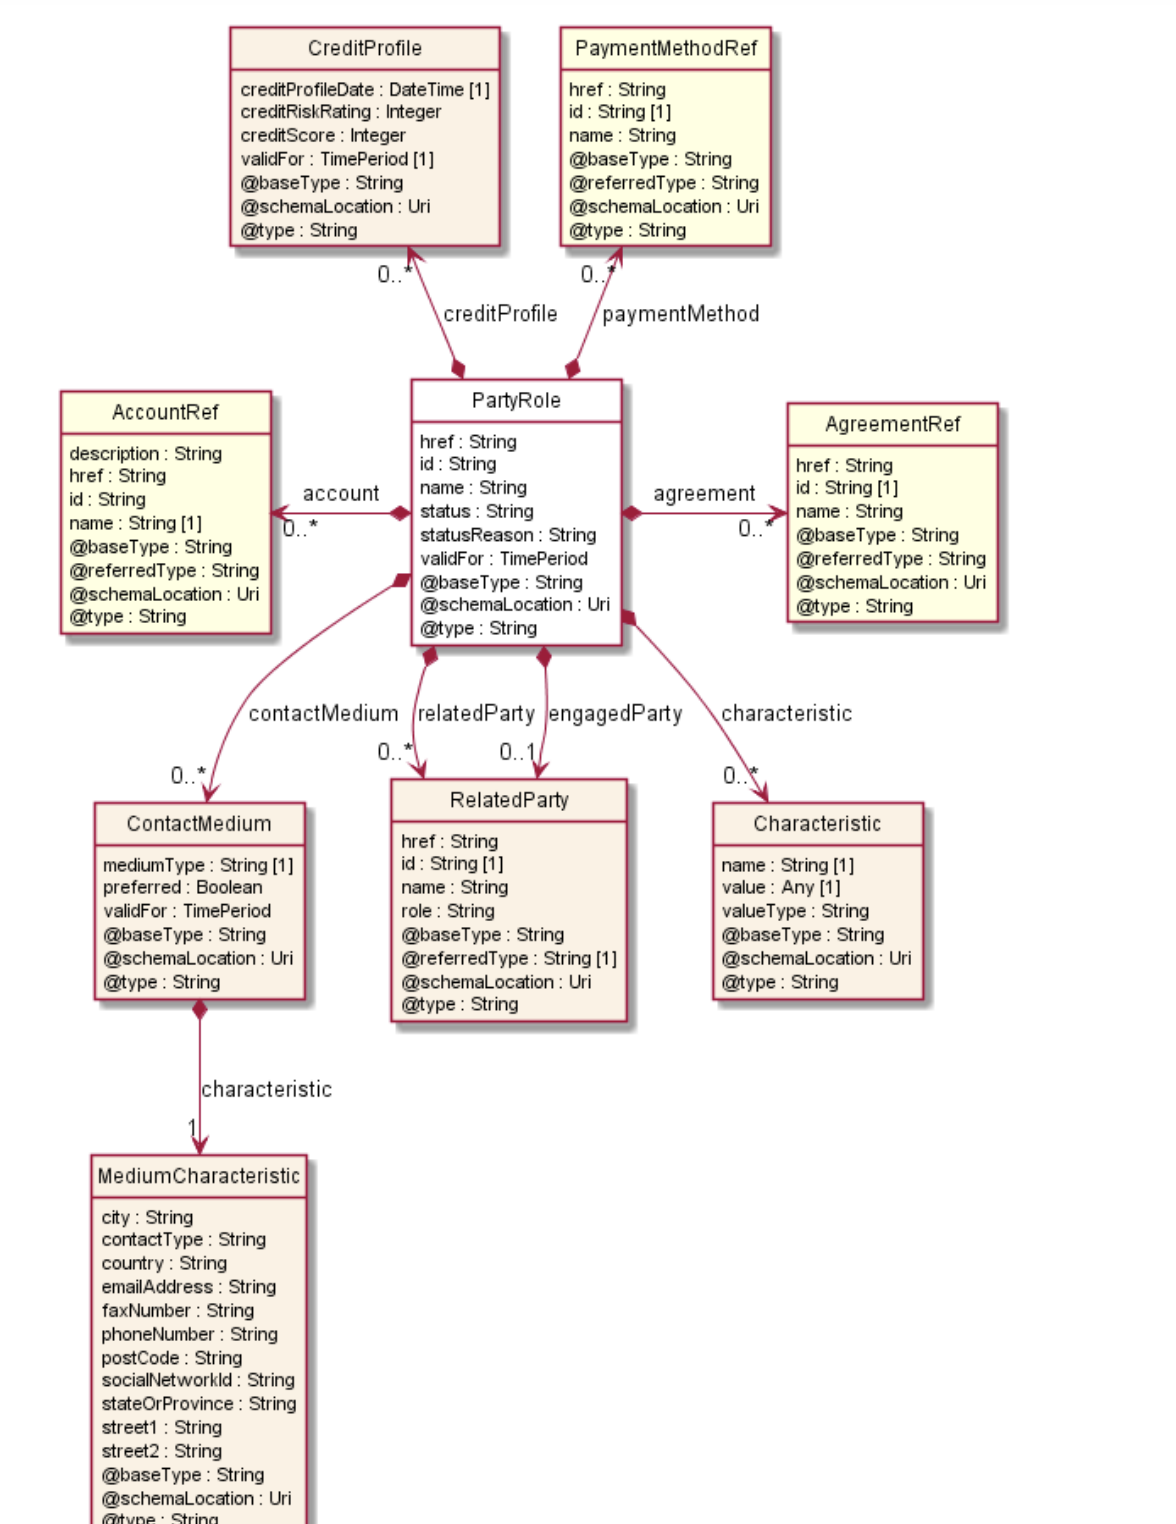 CreditProfile
creditProfileDate : DateTime [1]
creditRiskRating : Integer
creditScore : Integer
validFor : TimePeriod [1]
@baseType : String
@schemaLocation : Uri
@type : String
PaymentMethodRef
href : String
id : String [1]
name : String
@baseType : String
@referredType : String
@schemaLocation : Uri
@type : String
0..*
0..*
creditProfile
paymentMethod
AccountRef
description : String
href : String
id : String
name : String [1]
@baseType : String
@referredType : String
@schemaLocation : Uri
@type : String
account
0..*
PartyRole
href : String
id : String
name : String
status : String
statusReason : String
validFor : TimePeriod
@baseType : String
@schemaLocation : Uri
@type : String
agreement
0..*
AgreementRef
href : String
id : String [1]
name : String
@baseType : String
@referredType : String
@schemaLocation : Uri
@type : String
contactMedium
relatedParty
engagedParty
characteristic
0..*
0..*
0..1
0..*
ContactMedium
mediumType : String [1]
preferred : Boolean
validFor : TimePeriod
@baseType : String
@schemaLocation : Uri
@type : String
RelatedParty
href : String
id : String [1]
name : String
role : String
@baseType : String
@referredType : String [1]
@schemaLocation : Uri
@type : String
Characteristic
name : String [1]
value : Any [1]
valueType : String
@baseType : String
@schemaLocation : Uri
@type : String
characteristic
1
MediumCharacteristic
city : String
contactType : String
country : String
emailAddress : String
faxNumber : String
phoneNumber : String
postCode : String
socialNetworkId : String
stateOrProvince : String
street1 : String
street2 : String
@baseType : String
@schemaLocation : Uri
@type : String